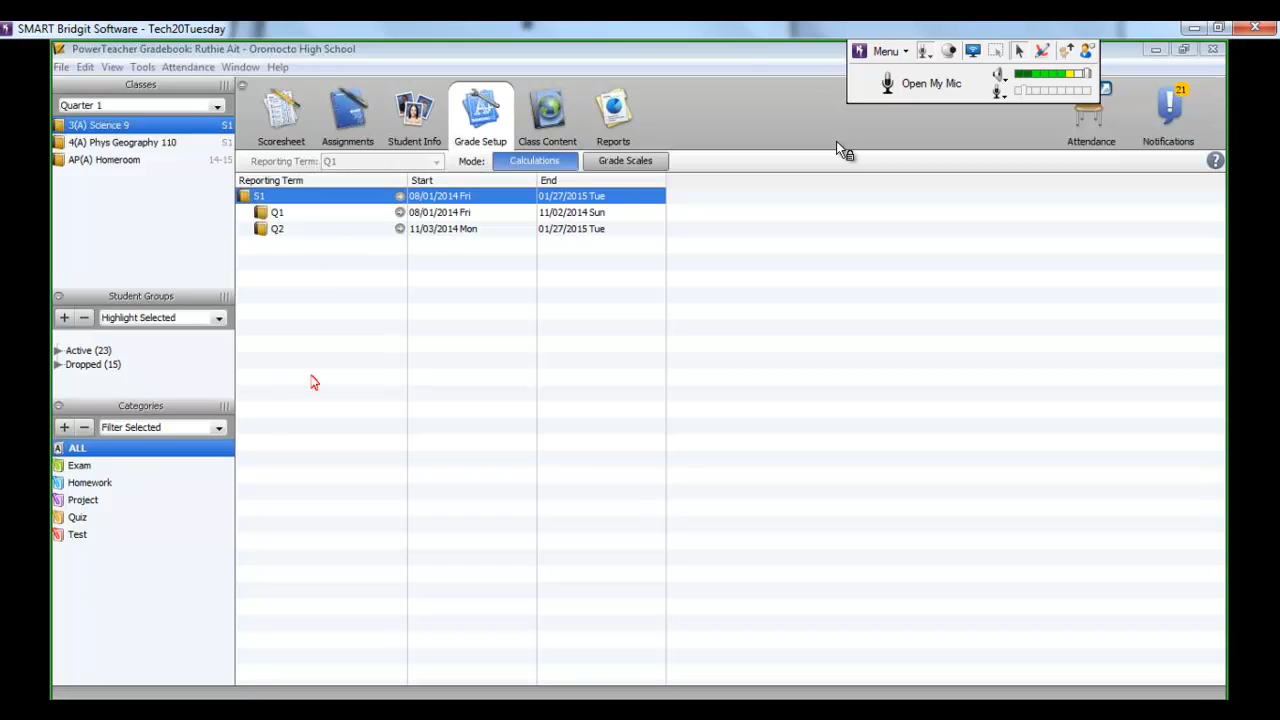 SMART Bridgit Software - Tech20Tuesday
PowerTeacher Gradebook: Ruthie Ait - Oromocto High School
File Edit View Tools Attendance Window Help
Menu
Open My Mic
Classes
Quarter 1
3(A) Science 9 S1
4(A) Phys Geography 110 S1
AP(A) Homeroom 14-15
Scoresheet
Assignments
Student Info
Grade Setup
Class Content
Reports
Attendance
21
Notifications
Reporting Term: Q1 Mode: Calculations Grade Scales
?
Reporting Term Start End
S1 08/01/2014 Fri 01/27/2015 Tue
Q1 08/01/2014 Fri 11/02/2014 Sun
Q2 11/03/2014 Mon 01/27/2015 Tue
Student Groups
Highlight Selected
Active (23)
Dropped (15)
Categories
Filter Selected
ALL
Exam
Homework
Project
Quiz
Test